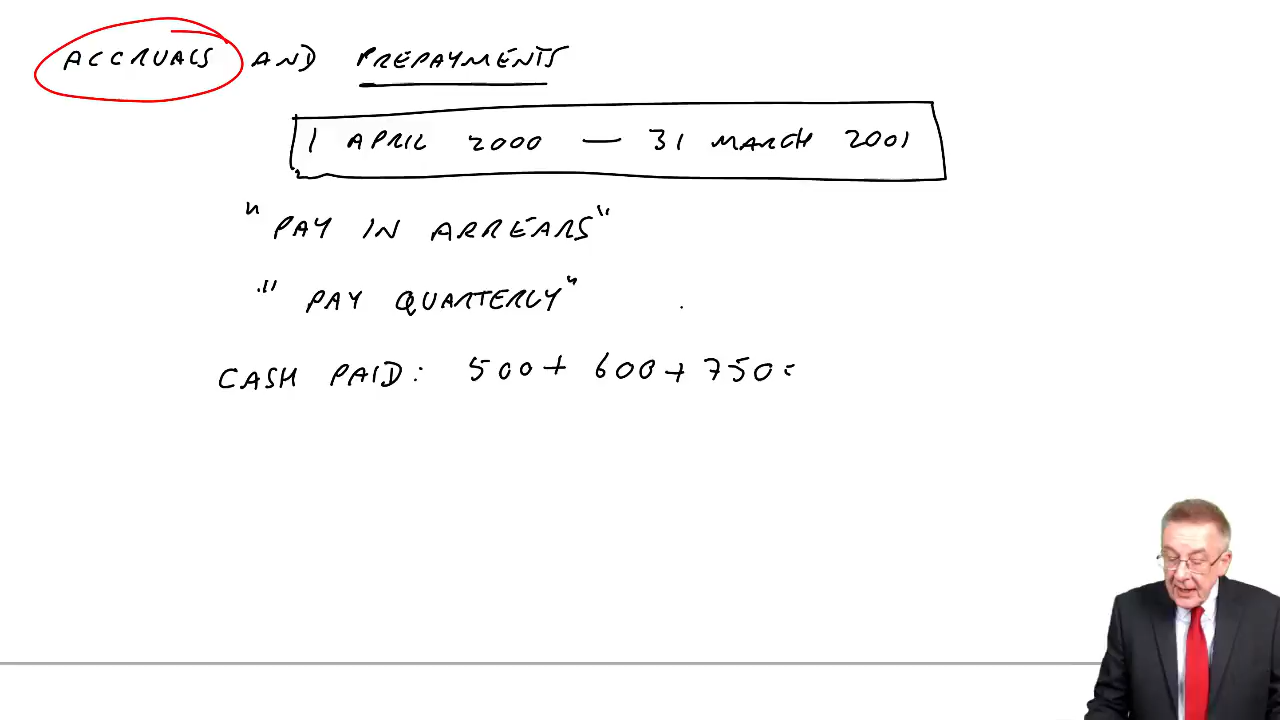 ACCRUALS AND PREPAYMENTS
1 APRIL 2000 — 31 MARCH 2001
"PAY IN ARREARS"
"PAY QUARTERLY"
CASH PAID: 500 + 600 + 750 =